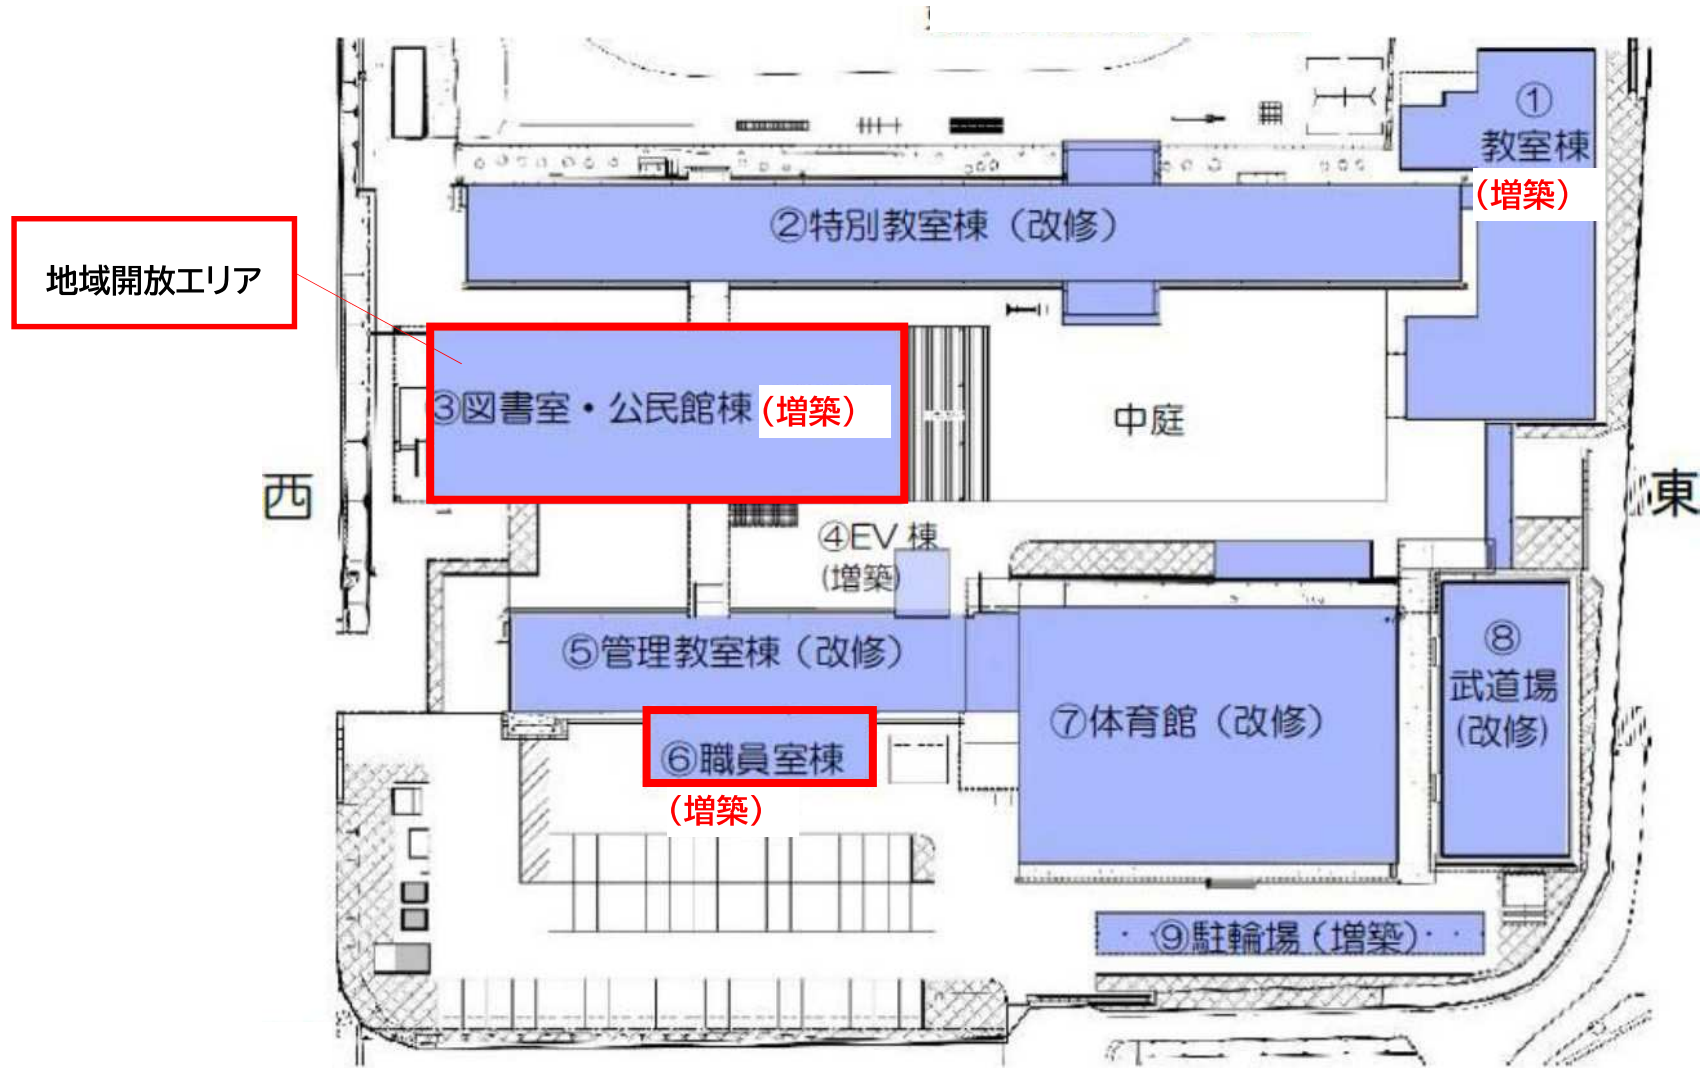 ①
教室棟
（増築）
②特別教室棟（改修）
地域開放エリア
③図書室・公民館棟（増築）
中庭
西
東
④EV 棟
(増築)
⑤管理教室棟（改修）
⑥職員室棟
（増築）
⑦体育館（改修）
⑧
武道場
(改修)
⑨駐輪場（増築）